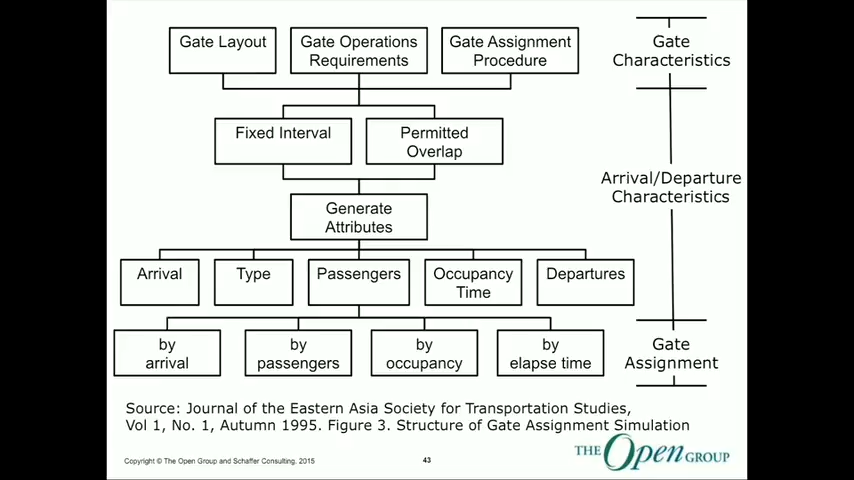 Gate Layout
Gate Operations
Requirements
Gate Assignment
Procedure
Gate
Characteristics
Fixed Interval
Permitted
Overlap
Arrival/Departure
Characteristics
Generate
Attributes
Arrival
Type
Passengers
Occupancy
Time
Departures
by
arrival
by
passengers
by
occupancy
by
elapse time
Gate
Assignment
Source: Journal of the Eastern Asia Society for Transportation Studies,
Vol 1, No. 1, Autumn 1995. Figure 3. Structure of Gate Assignment Simulation
Copyright © The Open Group and Schaffer Consulting, 2015
43
THE Open GROUP